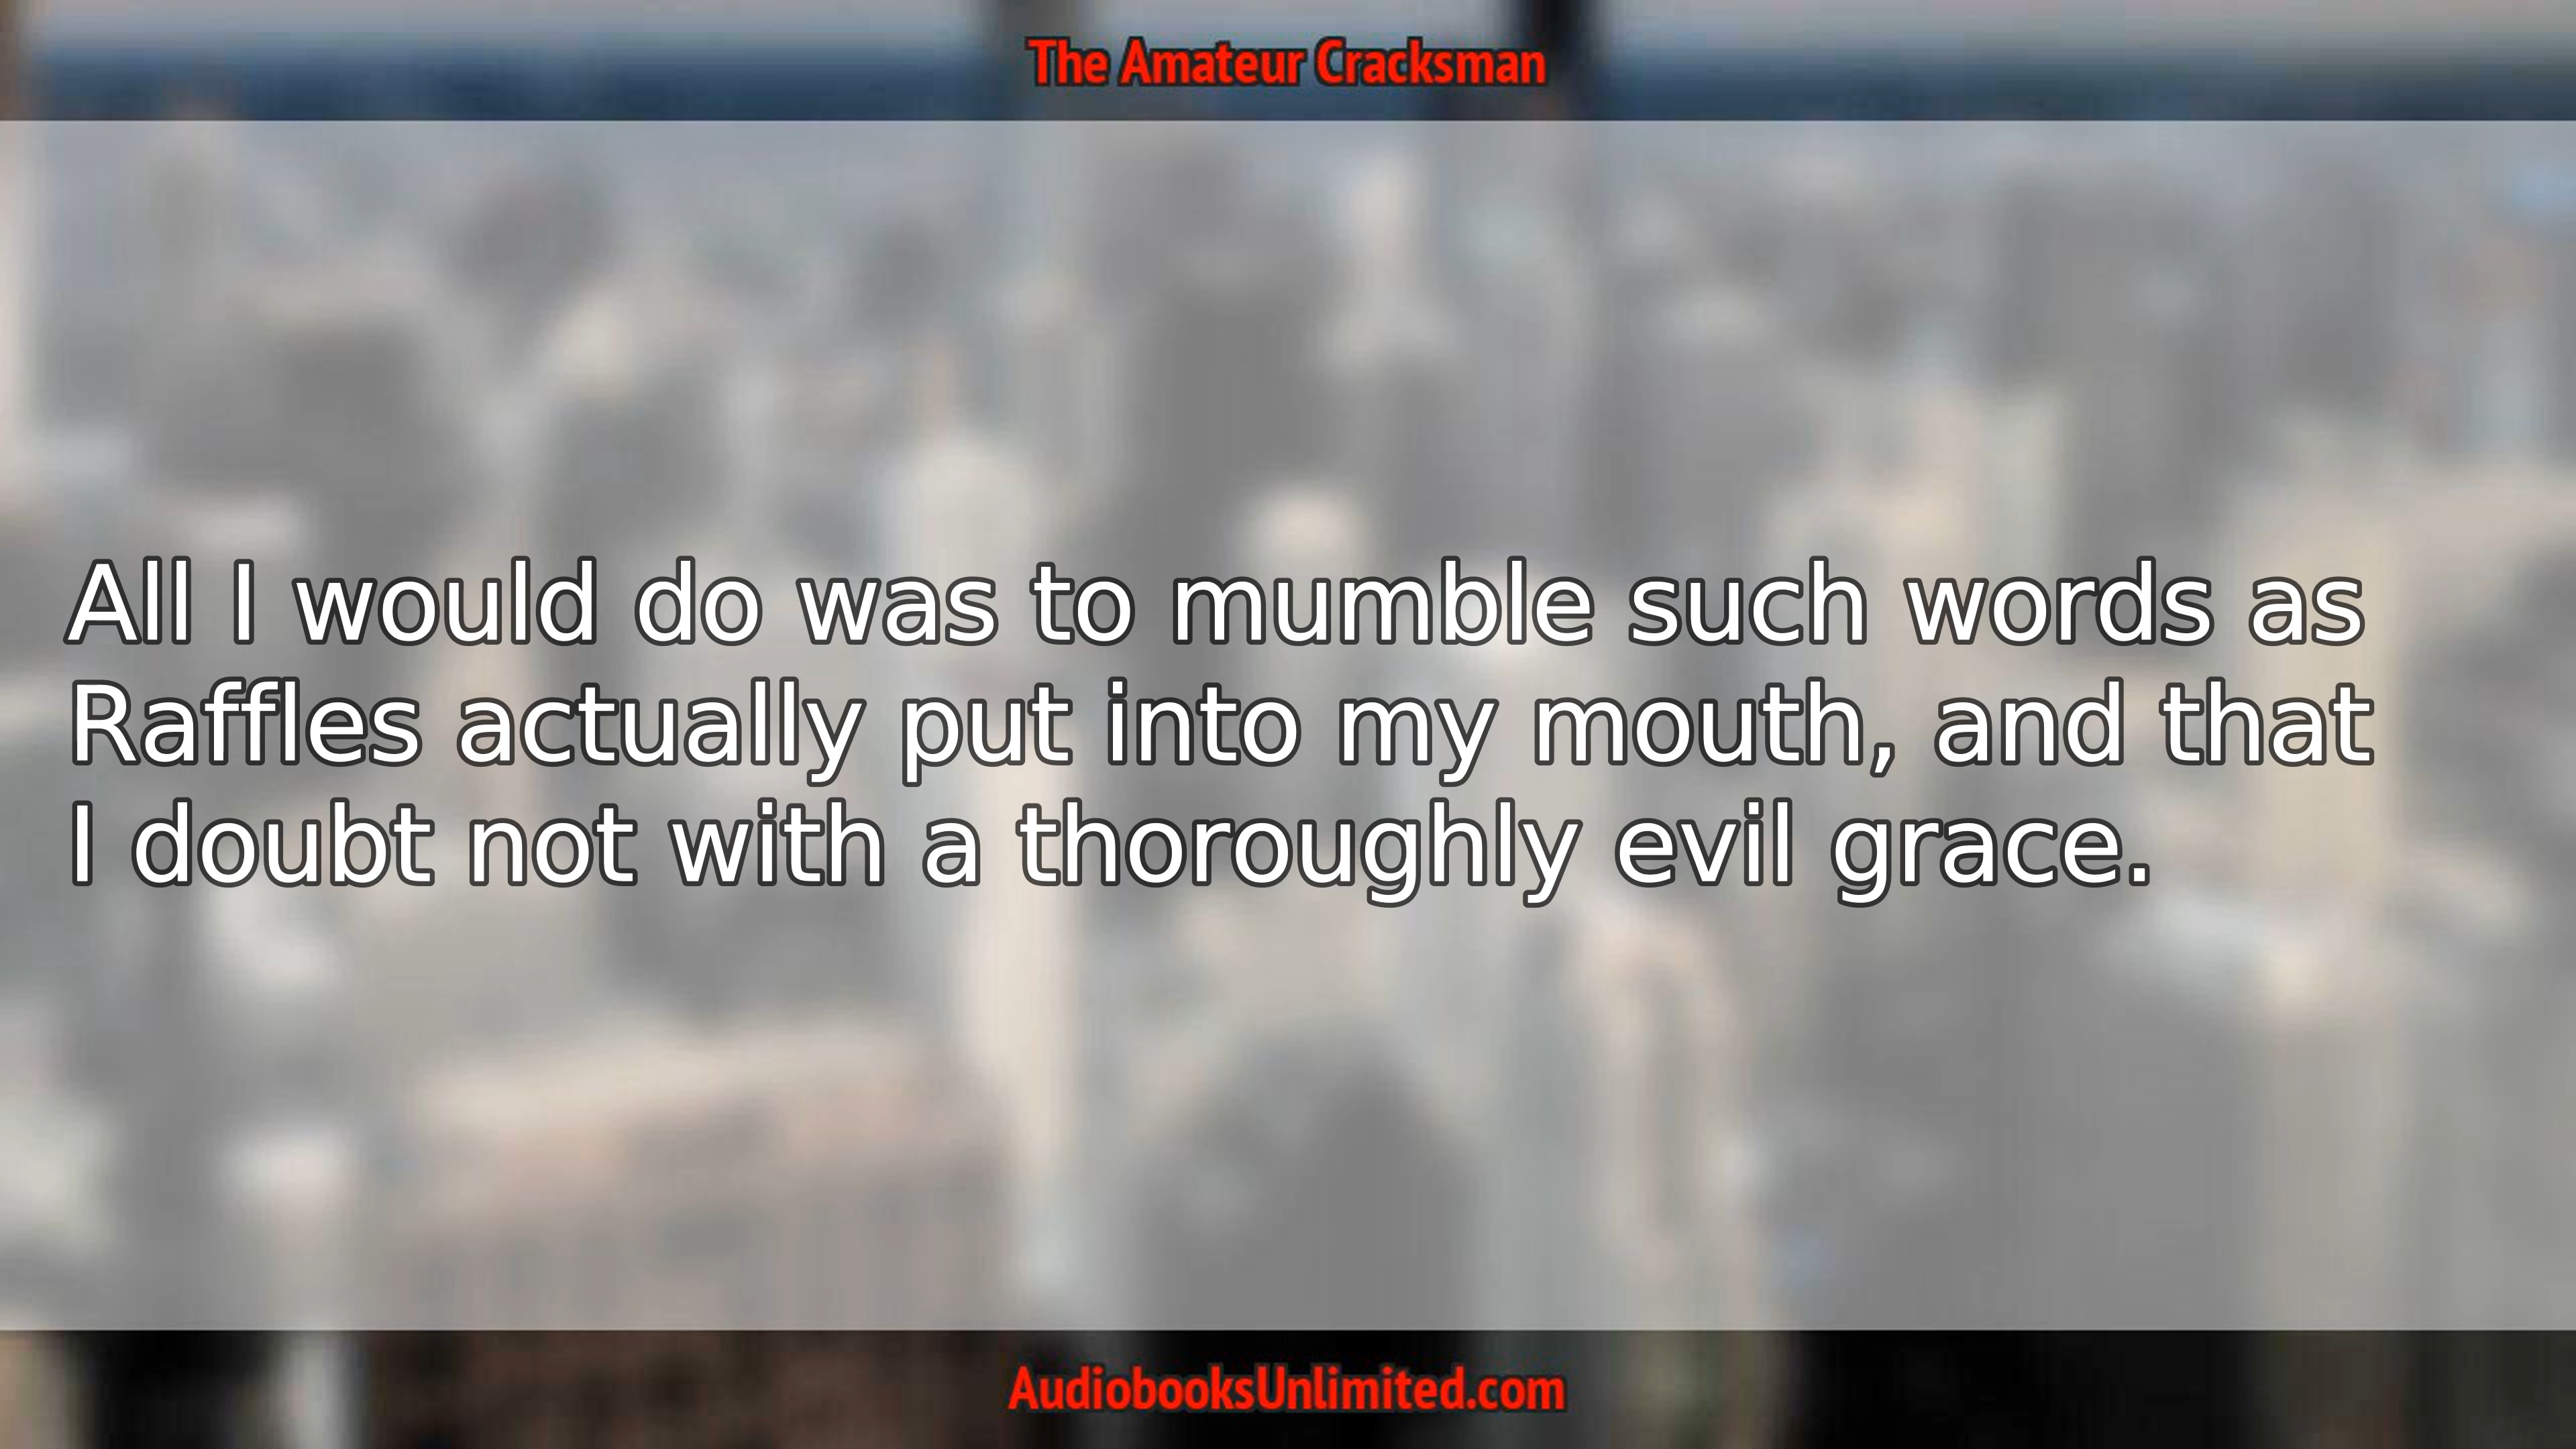 The Amateur Cracksman
All I would do was to mumble such words as
Raffles actually put into my mouth, and that
I doubt not with a thoroughly evil grace.
AudiobooksUnlimited.com